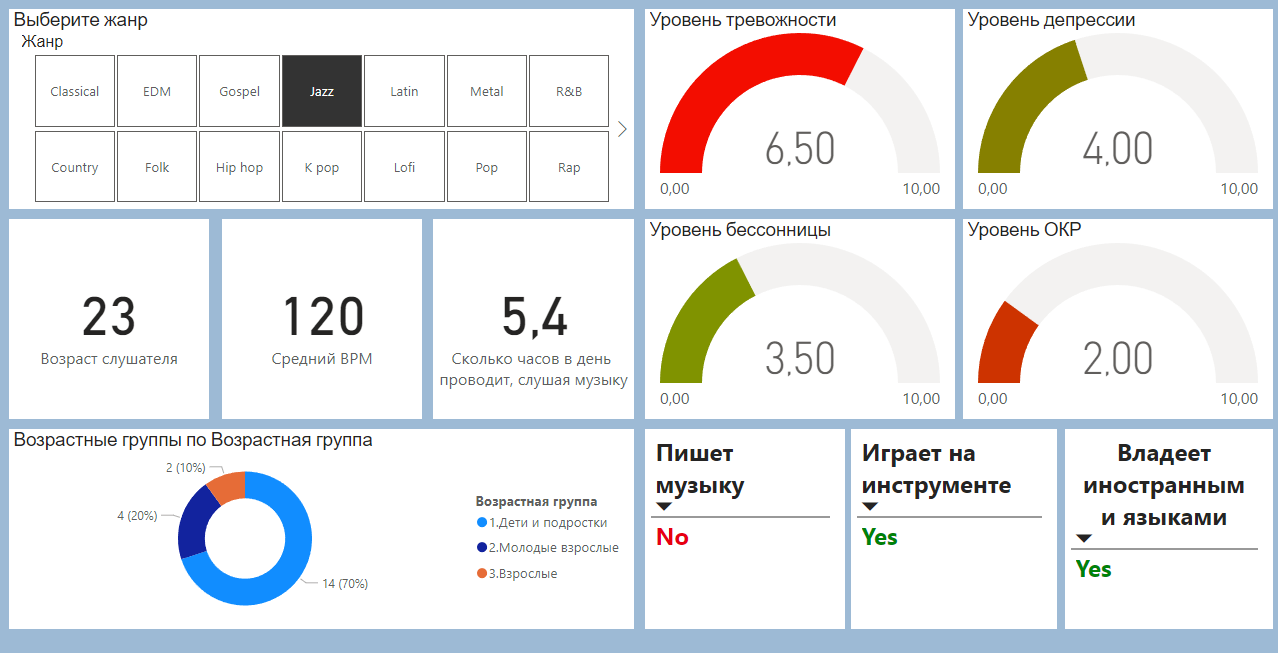 Выберите жанр
Жанр
Classical
EDM
Gospel
Jazz
Latin
Metal
R&B
Country
Folk
Hip hop
K pop
Lofi
Pop
Rap
Уровень тревожности
6,50
0,00
10,00
Уровень депрессии
4,00
0,00
10,00
23
Возраст слушателя
120
Средний BPM
5,4
Сколько часов в день
проводит, слушая музыку
Уровень бессонницы
3,50
0,00
10,00
Уровень ОКР
2,00
0,00
10,00
Возрастные группы по Возрастная группа
2 (10%)
4 (20%)
14 (70%)
Возрастная группа
1.Дети и подростки
2.Молодые взрослые
3.Взрослые
Пишет
музыку
No
Играет на
инструменте
Yes
Владеет
иностранным
и языками
Yes